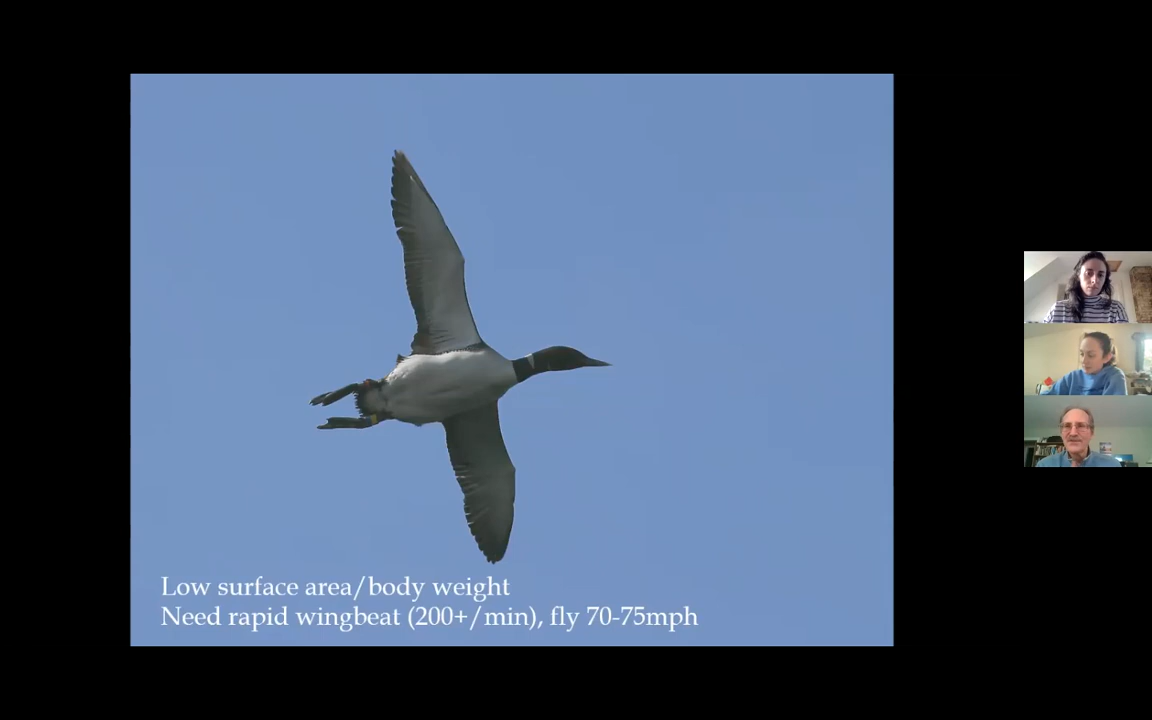 Low surface area/body weight
Need rapid wingbeat (200+/min), fly 70-75mph